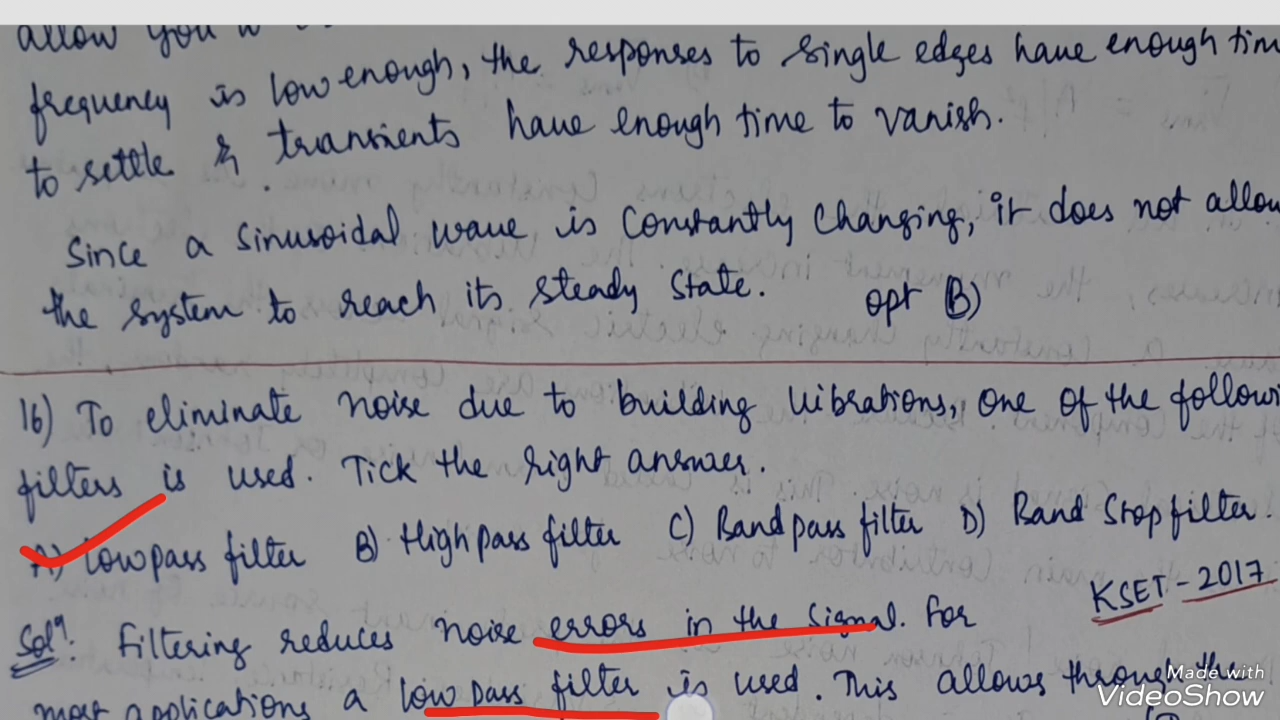 allow you
frequency is low enough, the responses to single edges have enough tim
to settle & transients have enough time to vanish.
Since a sinusoidal wave is constantly changing, it does not allow
the system to reach its steady state. opt B)
16) To eliminate noise due to building vibrations, one of the follow
filters is used. Tick the right answer.
A) Lowpass filter B) High pass filter C) Bandpass filter D) Band stop filter.
KSET-2017
Solⁿ. Filtering reduces noise errors in the signal. For
most applications a low pass filter is used. This allows through the
Made with
VideoShow